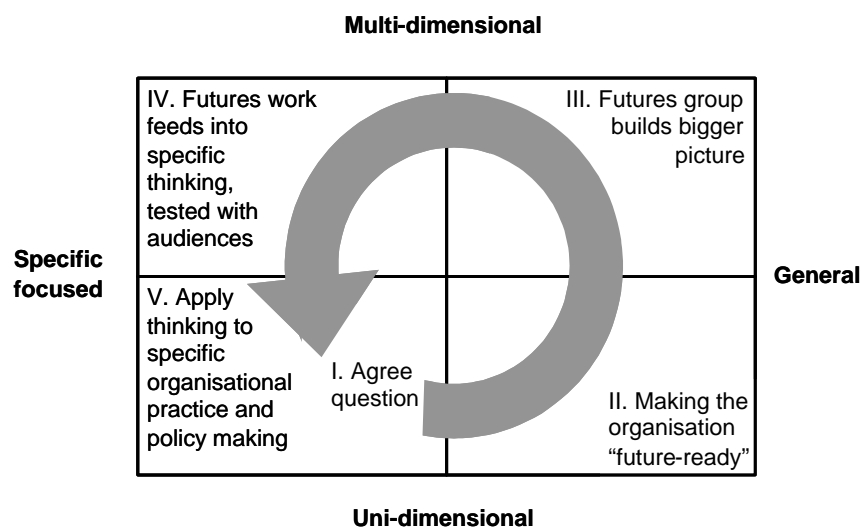 Multi-dimensional
IV. Futures work
feeds into
specific
thinking,
tested with
audiences
III. Futures group
builds bigger
picture
Specific
focused
General
V. Apply
thinking to
specific
organisational
practice and
policy making
I. Agree
question
II. Making the
organisation
“future-ready”
Uni-dimensional